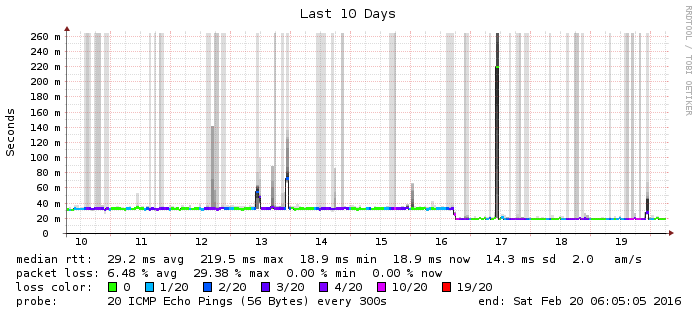 Last 10 Days
RRDTOOL / TOBI OETIKER
Seconds
260 m
240 m
220 m
200 m
180 m
160 m
140 m
120 m
100 m
80 m
60 m
40 m
20 m
0
10 11 12 13 14 15 16 17 18 19
median rtt: 29.2 ms avg 219.5 ms max 18.9 ms min 18.9 ms now 14.3 ms sd 2.0 am/s
packet loss: 6.48 % avg 29.38 % max 0.00 % min 0.00 % now
loss color: 0 1/20 2/20 3/20 4/20 10/20 19/20
probe: 20 ICMP Echo Pings (56 Bytes) every 300s end: Sat Feb 20 06:05:05 2016